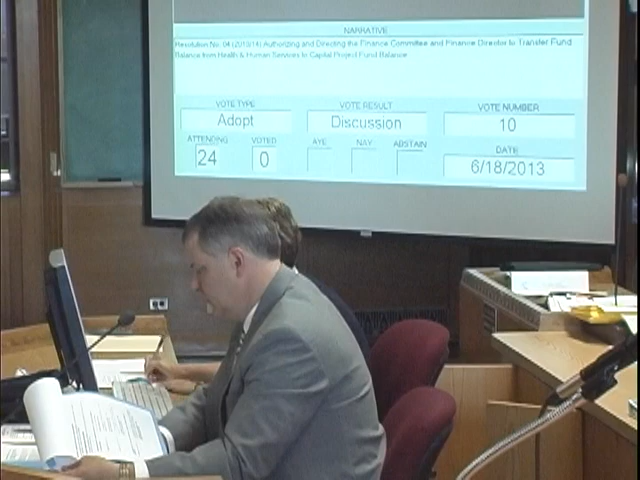 NARRATIVE
Resolution No. 04 (2013/14) Authorizing and Directing the Finance Committee and Finance Director to Transfer Fund
Balance from Health & Human Services to Capital Project Fund Balance
VOTE TYPE VOTE RESULT VOTE NUMBER
Adopt Discussion 10
ATTENDING VOTED AYE NAY ABSTAIN DATE
24 0 6/18/2013